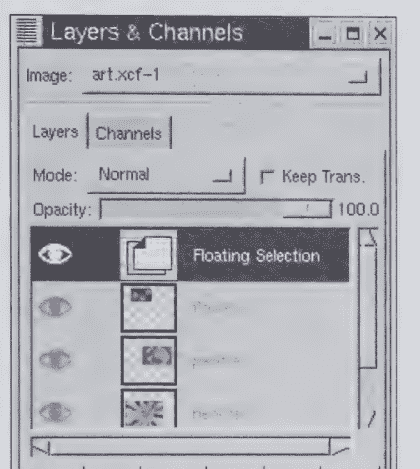 Layers & Channels
Image: art.xcf-1
Layers Channels
Mode: Normal Keep Trans.
Opacity: 100.0
Floating Selection